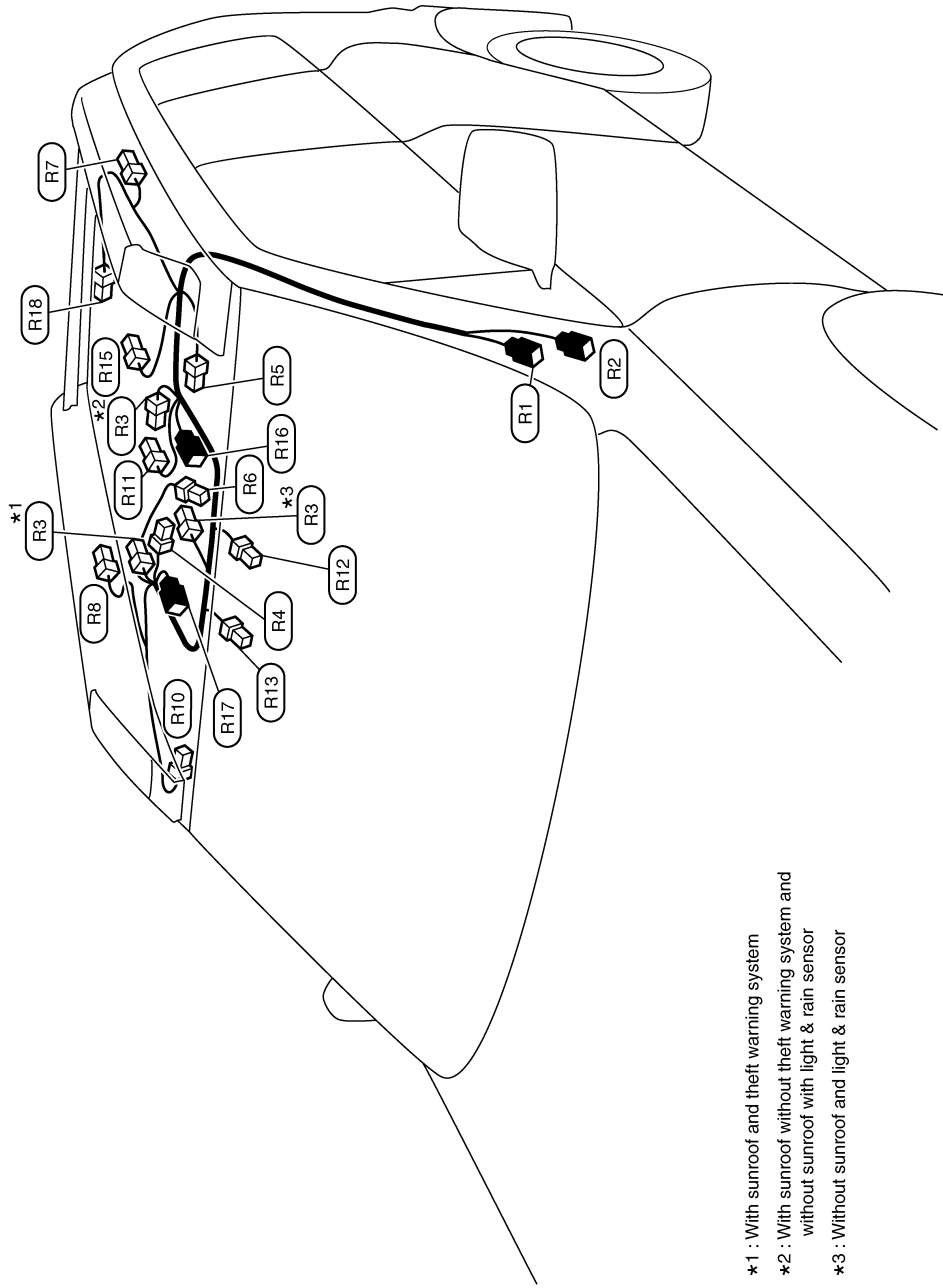 R7
R18
R15
*2
R3
R11
*1
R3
R8
R5
R16
R6
*3
R3
R12
R4
R13
R17
R10
R1
R2
*1 : With sunroof and theft warning system
*2 : With sunroof without theft warning system and
without sunroof with light & rain sensor
*3 : Without sunroof and light & rain sensor